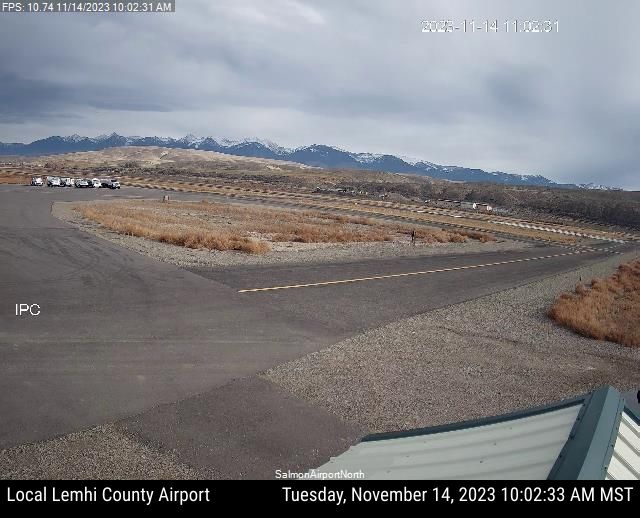 FPS: 10.74 11/14/2023 10:02:31 AM
2023-11-14 11:02:31
IPC
SalmonAirportNorth
Local Lemhi County Airport Tuesday, November 14, 2023 10:02:33 AM MST